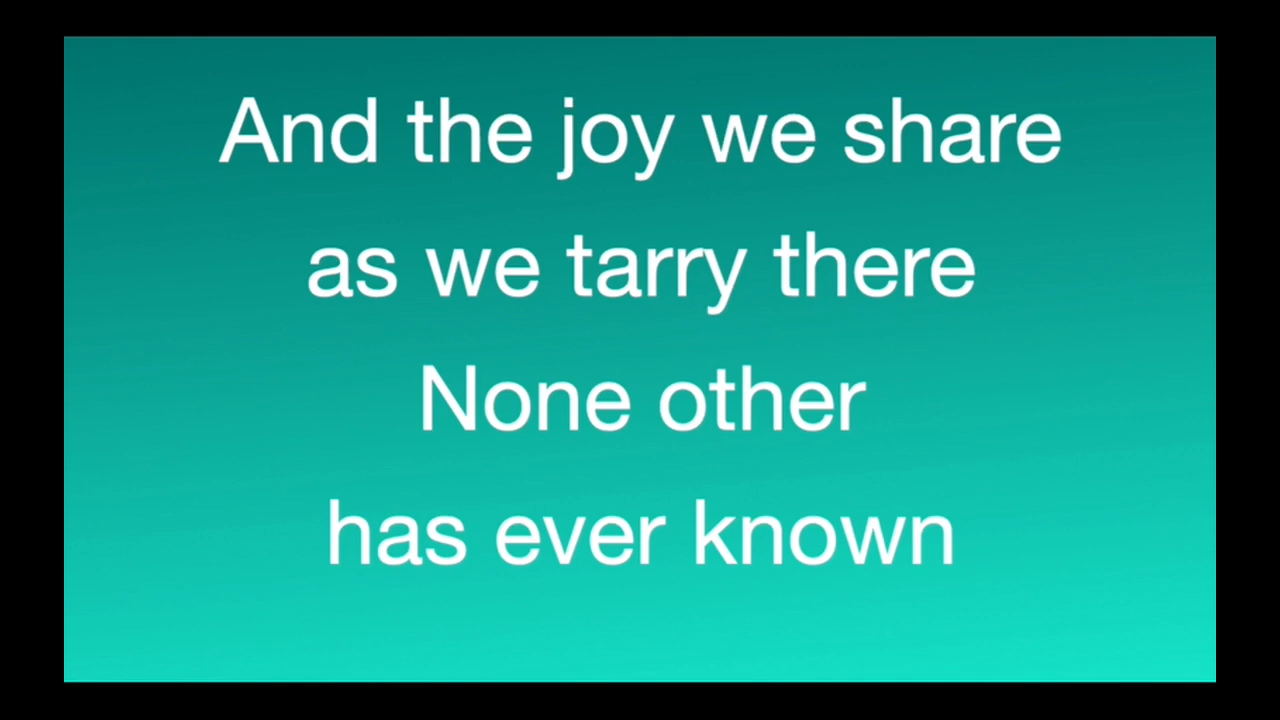 And the joy we share
as we tarry there
None other
has ever known